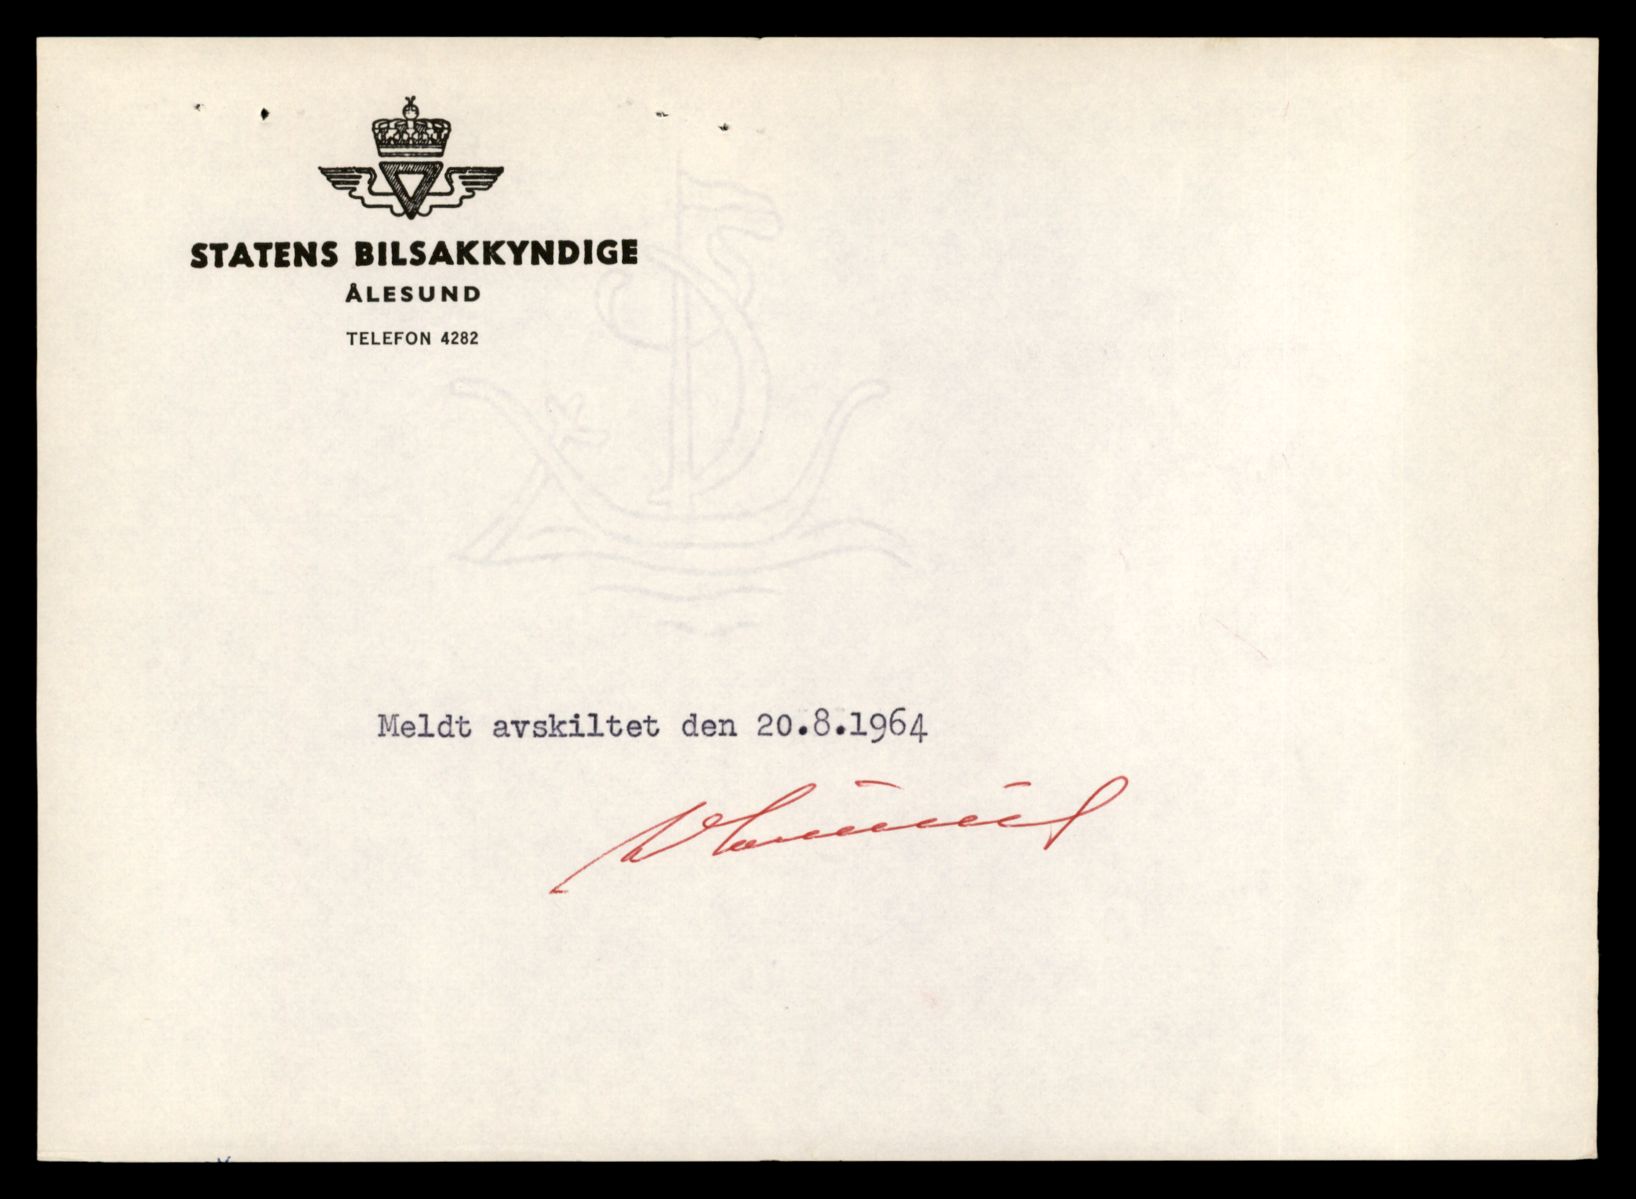 STATENS BILSAKKYNDIGE
ÅLESUND
TELEFON 4282
Meldt avskiltet den 20.8.1964